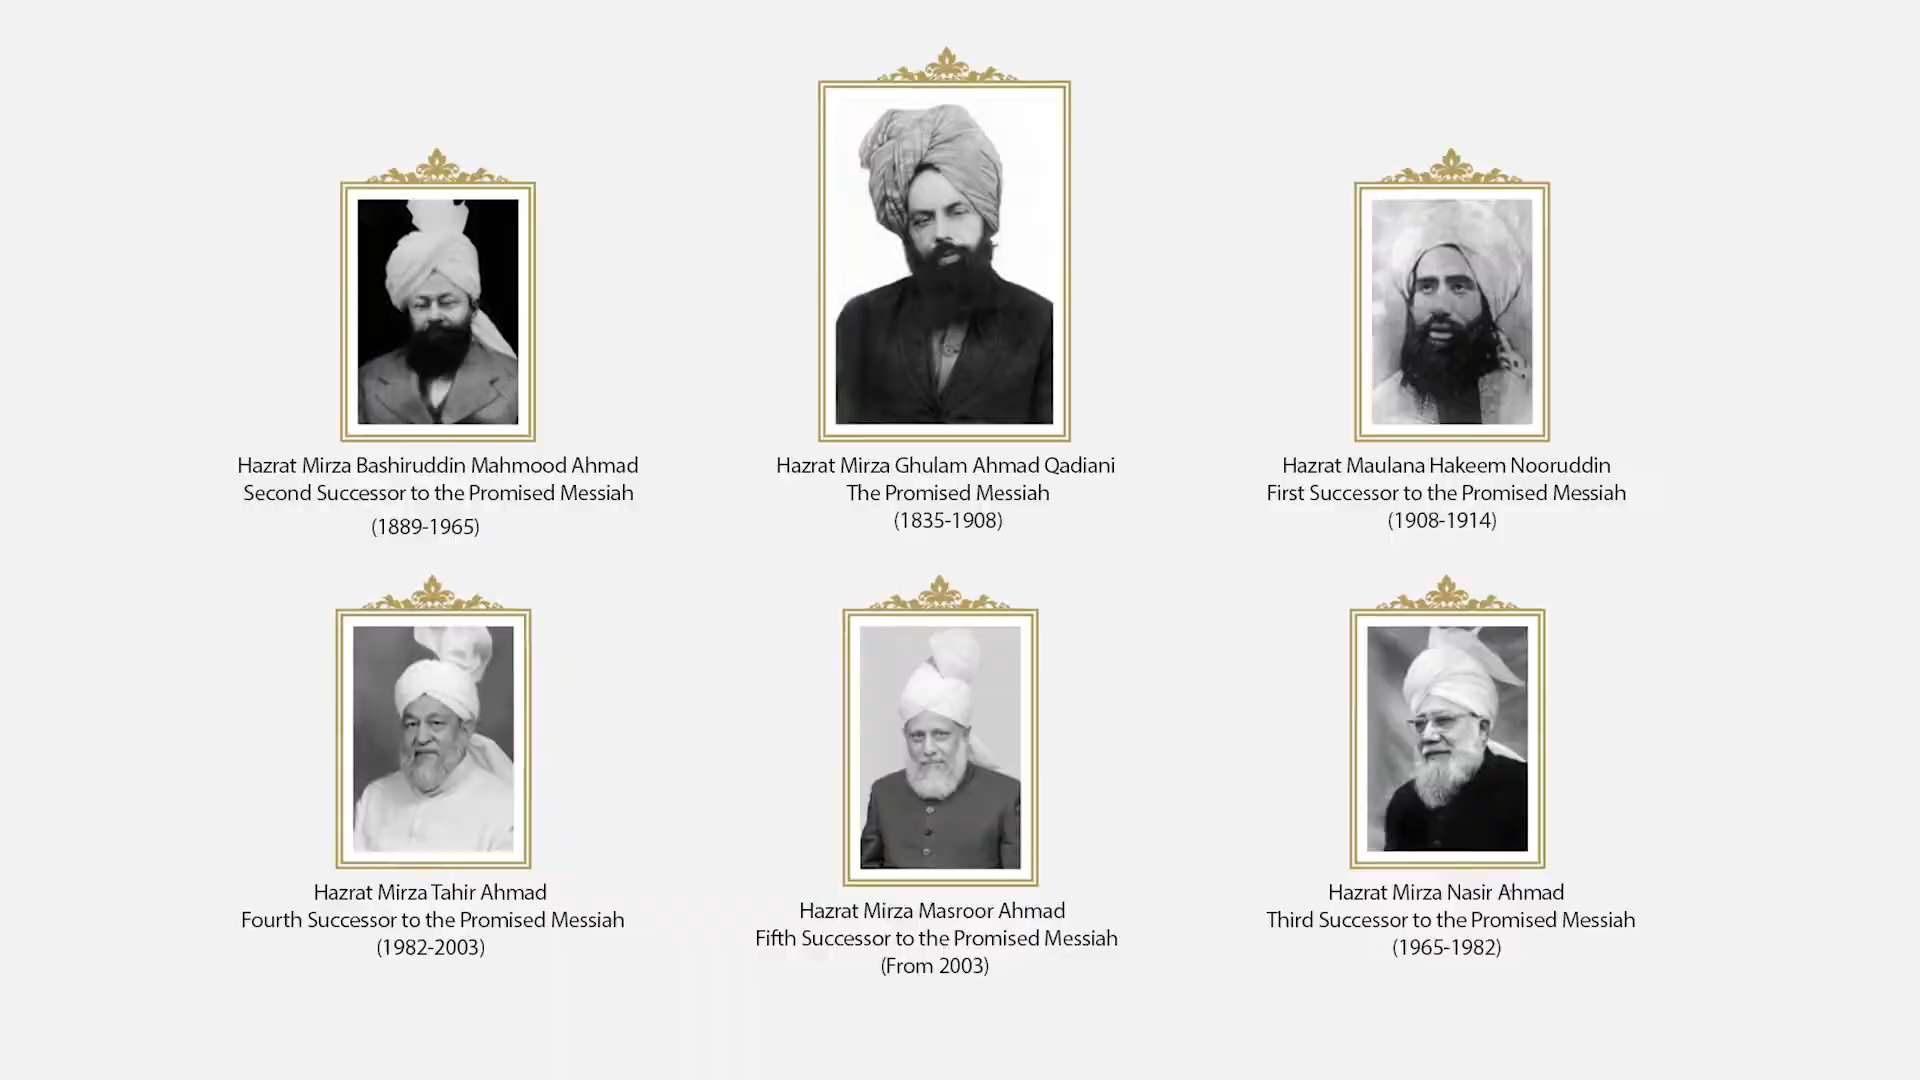 Hazrat Mirza Bashiruddin Mahmood Ahmad
Second Successor to the Promised Messiah
(1889-1965)
Hazrat Mirza Ghulam Ahmad Qadiani
The Promised Messiah
(1835-1908)
Hazrat Maulana Hakeem Nooruddin
First Successor to the Promised Messiah
(1908-1914)
Hazrat Mirza Tahir Ahmad
Fourth Successor to the Promised Messiah
(1982-2003)
Hazrat Mirza Masroor Ahmad
Fifth Successor to the Promised Messiah
(From 2003)
Hazrat Mirza Nasir Ahmad
Third Successor to the Promised Messiah
(1965-1982)